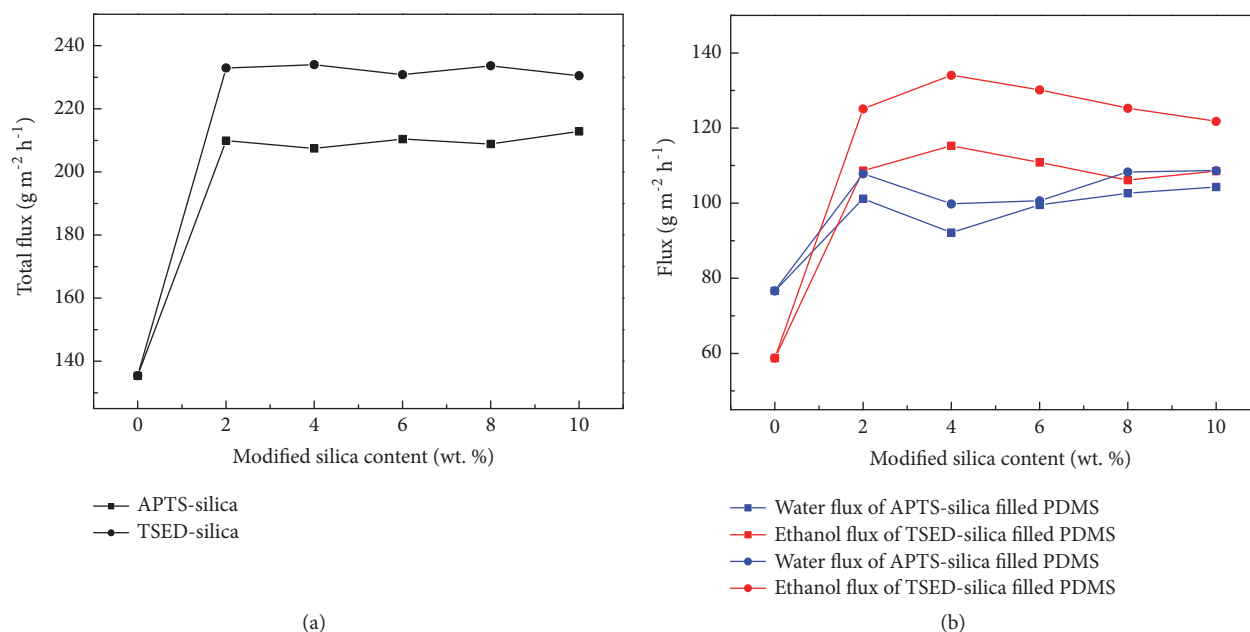 240
220
200
180
160
140
Total flux (g m⁻² h⁻¹)
0 2 4 6 8 10
Modified silica content (wt. %)
APTS-silica
TSED-silica
(a)
140
120
100
80
60
Flux (g m⁻² h⁻¹)
0 2 4 6 8 10
Modified silica content (wt. %)
Water flux of APTS-silica filled PDMS
Ethanol flux of TSED-silica filled PDMS
Water flux of APTS-silica filled PDMS
Ethanol flux of TSED-silica filled PDMS
(b)